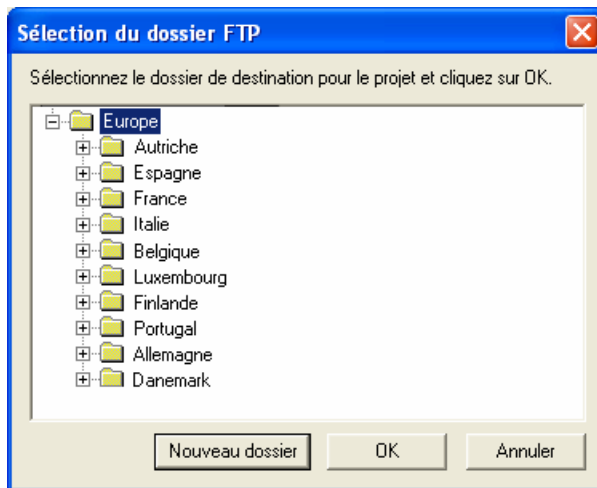 Sélection du dossier FTP
Sélectionnez le dossier de destination pour le projet et cliquez sur OK.
Europe
Autriche
Espagne
France
Italie
Belgique
Luxembourg
Finlande
Portugal
Allemagne
Danemark
Nouveau dossier OK Annuler